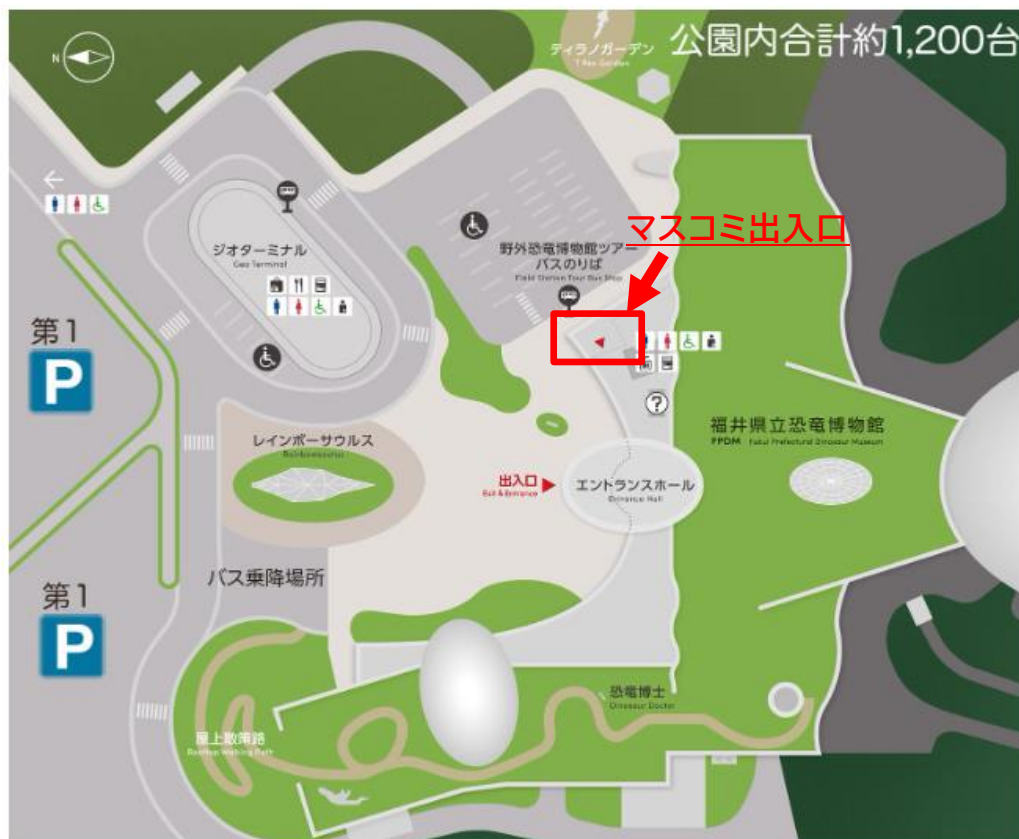 公園内合計約1,200台
N
ティラノガーデン
T.Rex Garden
マスコミ出入口
ジオターミナル
Geo Terminal
野外恐竜博物館ツアー
バスのりば
Field Station Tour Bus Stop
第1
P
?
福井県立恐竜博物館
FPDM Fukui Prefectural Dinosaur Museum
レインボーサウルス
Rainbowsaurus
出入口
Exit & Entrance
エントランスホール
Entrance Hall
バス乗降場所
第1
P
恐竜博士
Dinosaur Doctor
屋上散策路
Rooftop Walking Path